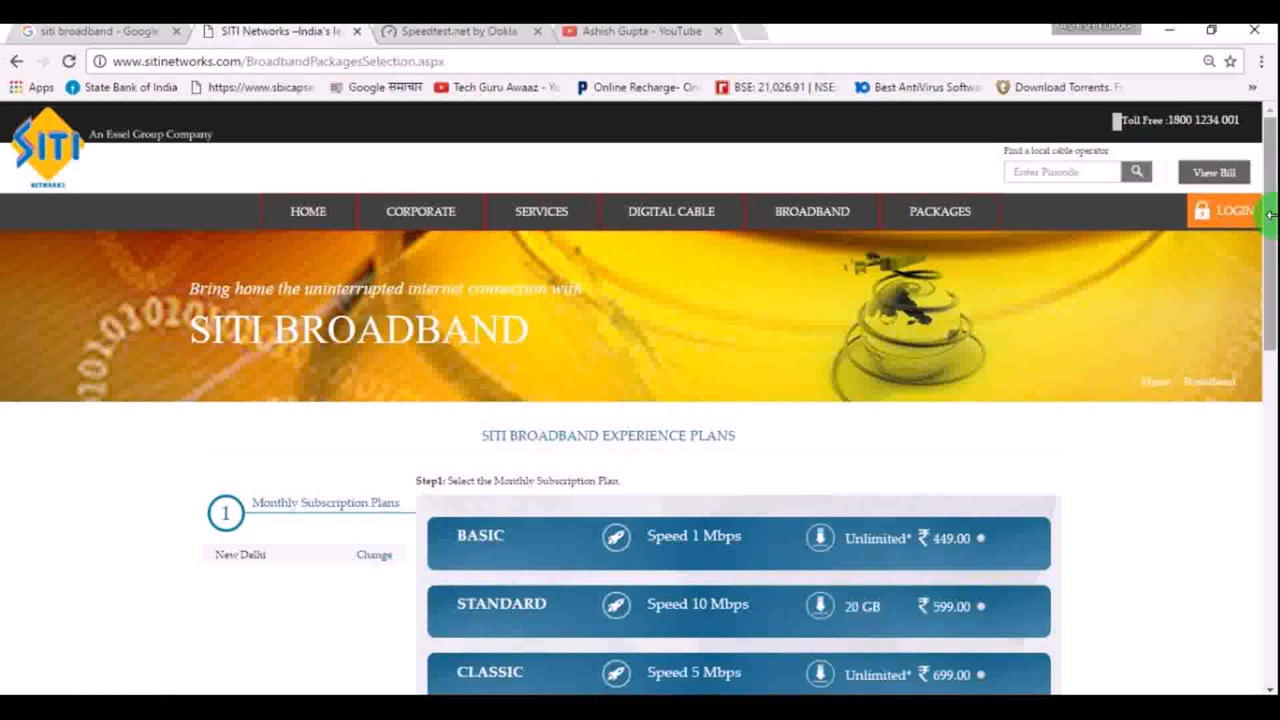 siti broadband - Google
SITI Networks –India's le
Speedtest.net by Ookla
Ashish Gupta - YouTube
www.sitinetworks.com/BroadbandPackagesSelection.aspx
Apps
State Bank of India
https://www.sbicapse
Google समाचार
Tech Guru Awaaz - Yo
Online Recharge- On
BSE: 21,026.91 | NSE:
Best AntiVirus Softwa
Download Torrents. F
SITI
NETWORKS
An Essel Group Company
Toll Free :1800 1234 001
Find a local cable operator
Enter Pincode
View Bill
HOME
CORPORATE
SERVICES
DIGITAL CABLE
BROADBAND
PACKAGES
LOGIN
Bring home the uninterrupted internet connection with
SITI BROADBAND
Home
Broadband
SITI BROADBAND EXPERIENCE PLANS
Step1: Select the Monthly Subscription Plan.
1
Monthly Subscription Plans
New Delhi
Change
BASIC
Speed 1 Mbps
Unlimited* ₹ 449.00
STANDARD
Speed 10 Mbps
20 GB ₹ 599.00
CLASSIC
Speed 5 Mbps
Unlimited* ₹ 699.00